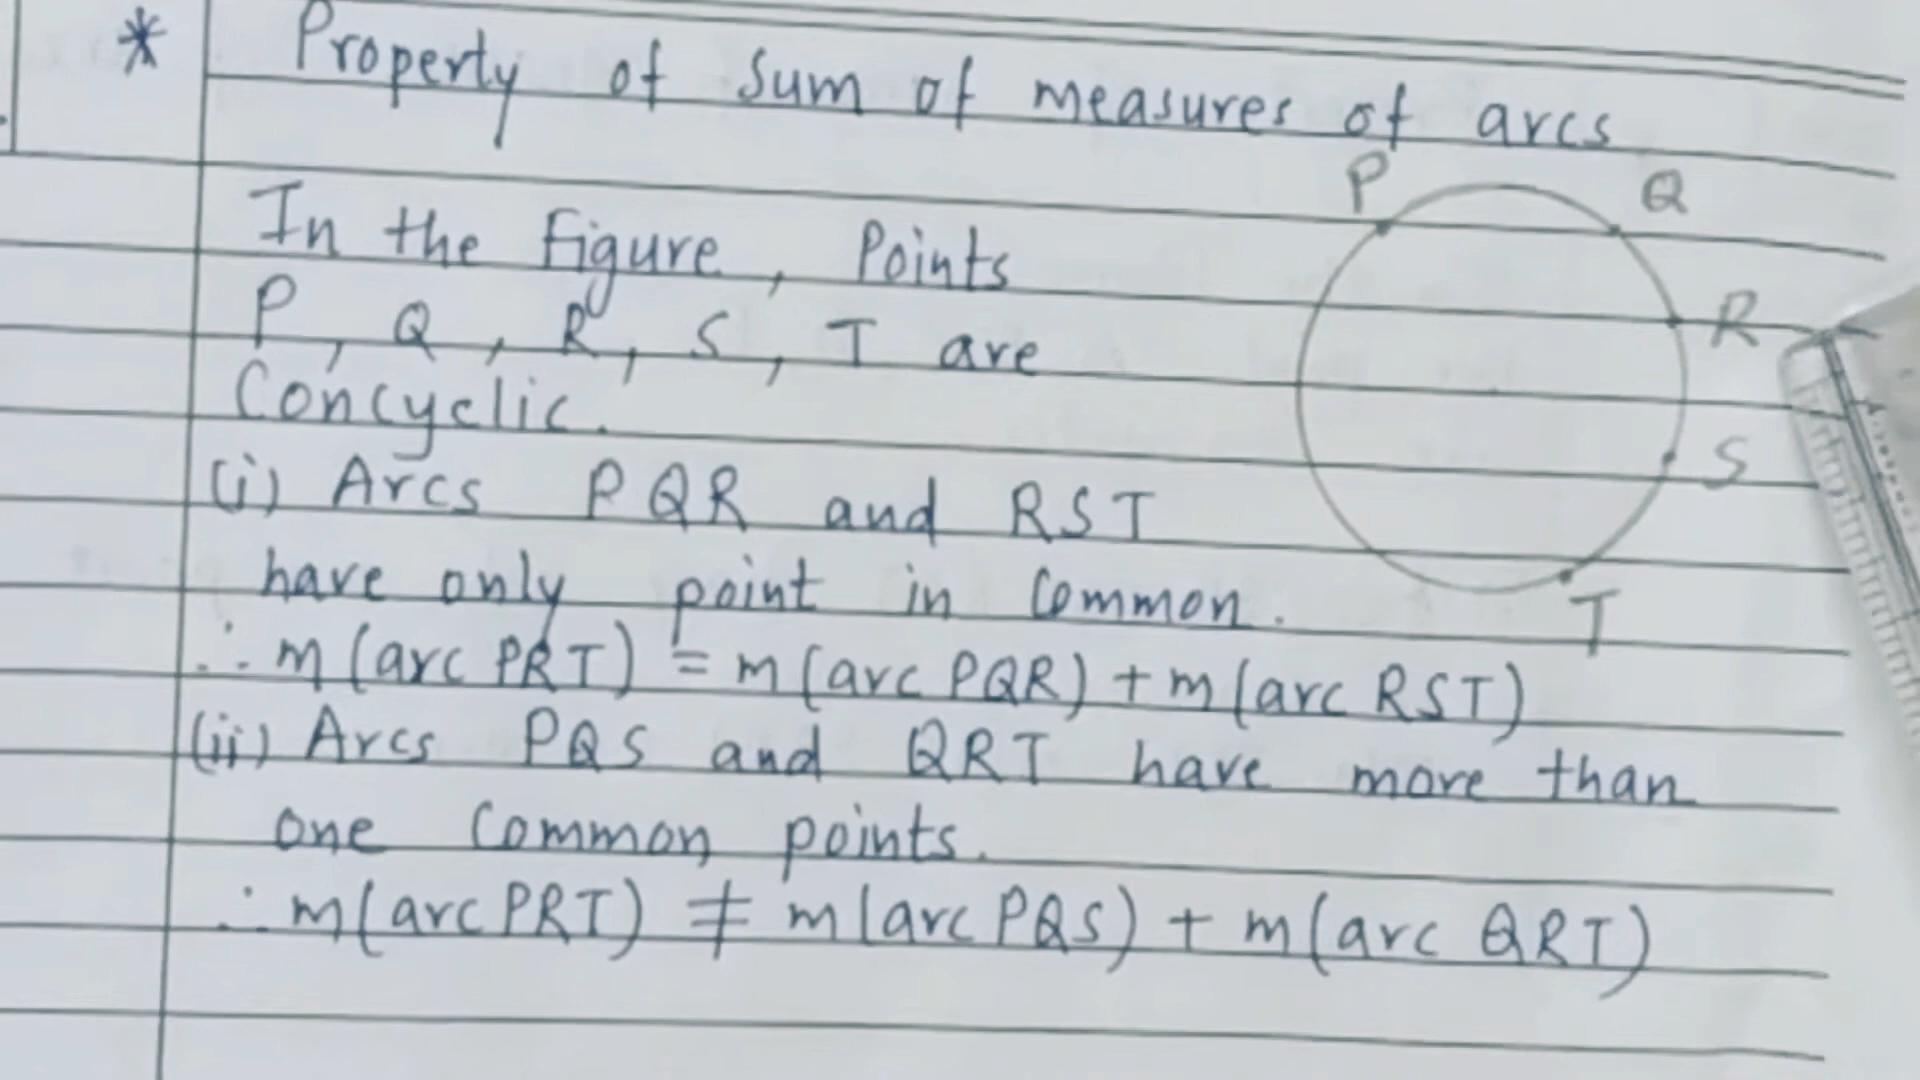 * Property of Sum of measures of arcs
In the Figure, Points
P, Q, R, S, T are
Concyclic.
(i) Arcs PQR and RST
have only point in Common.
∴ m(arc PRT) = m(arc PQR) + m(arc RST)
(ii) Arcs PQS and QRT have more than
one Common points.
∴ m(arc PRT) ≠ m(arc PQS) + m(arc QRT)
P
Q
R
S
T